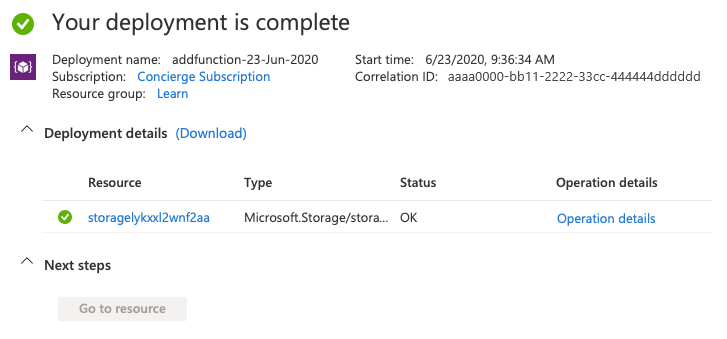 Your deployment is complete
Deployment name: addfunction-23-Jun-2020 Start time: 6/23/2020, 9:36:34 AM
Subscription: Concierge Subscription Correlation ID: aaaa0000-bb11-2222-33cc-444444dddddd
Resource group: Learn
Deployment details (Download)
Resource Type Status Operation details
storagelykxxl2wnf2aa Microsoft.Storage/stora... OK Operation details
Next steps
Go to resource